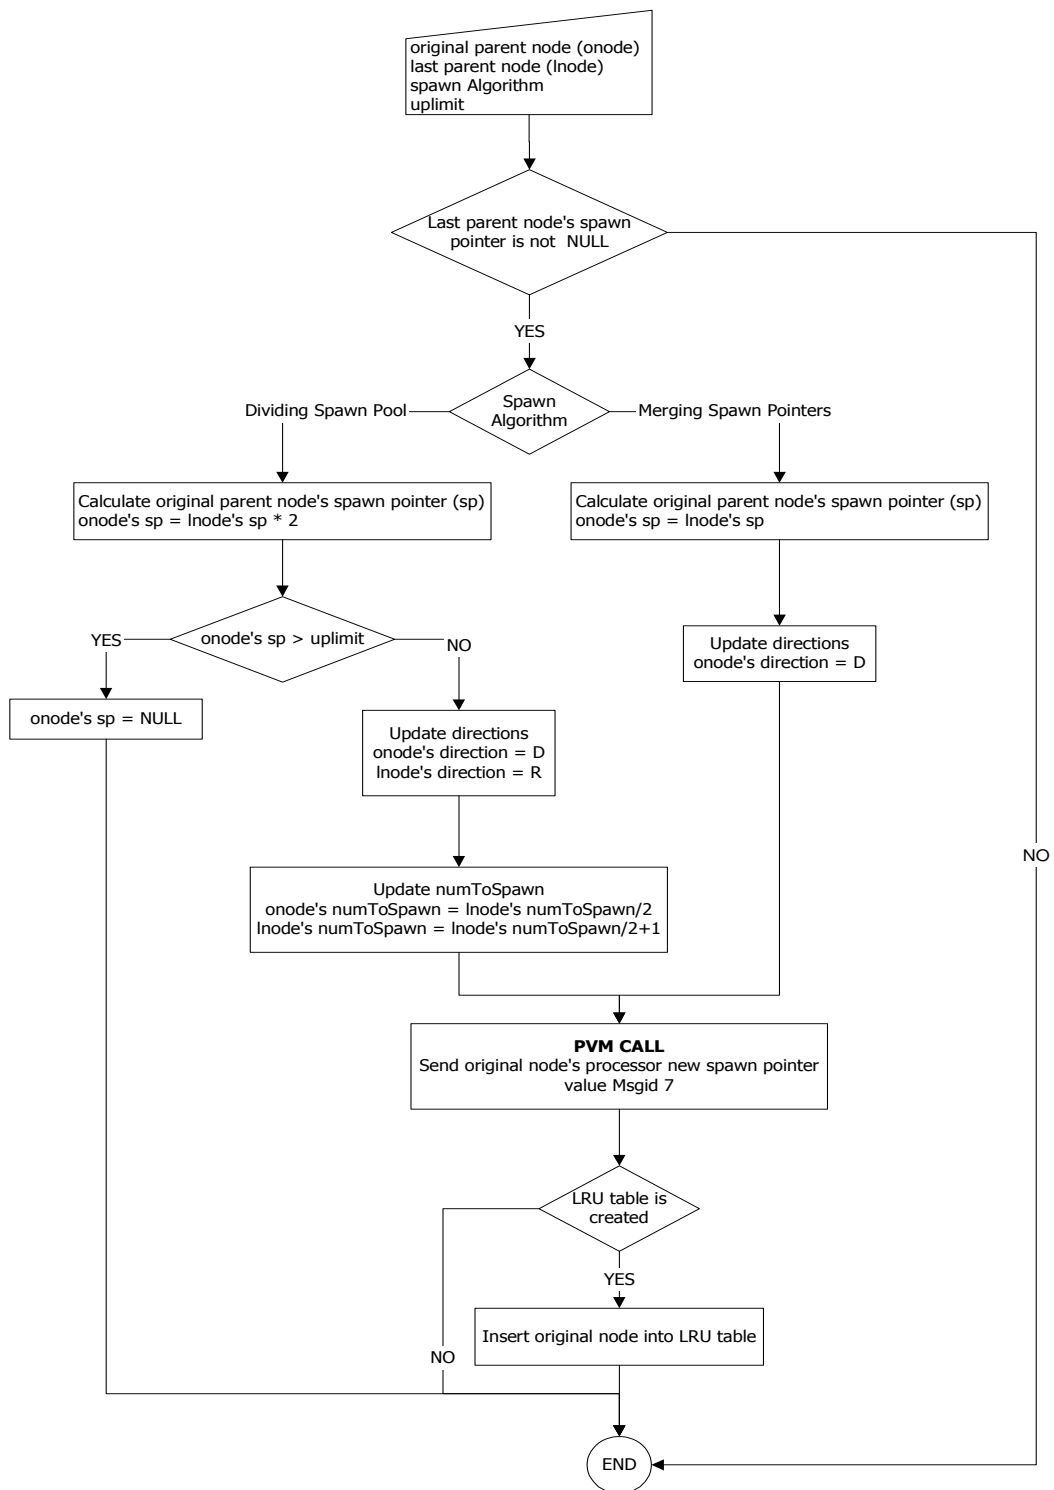 original parent node (onode)
last parent node (lnode)
spawn Algorithm
uplimit
Last parent node's spawn
pointer is not NULL
YES
Spawn
Algorithm
Dividing Spawn Pool
Merging Spawn Pointers
Calculate original parent node's spawn pointer (sp)
onode's sp = lnode's sp * 2
Calculate original parent node's spawn pointer (sp)
onode's sp = lnode's sp
onode's sp > uplimit
YES
NO
Update directions
onode's direction = D
onode's sp = NULL
Update directions
onode's direction = D
lnode's direction = R
NO
Update numToSpawn
onode's numToSpawn = lnode's numToSpawn/2
lnode's numToSpawn = lnode's numToSpawn/2+1
PVM CALL
Send original node's processor new spawn pointer
value Msgid 7
LRU table is
created
YES
Insert original node into LRU table
NO
END